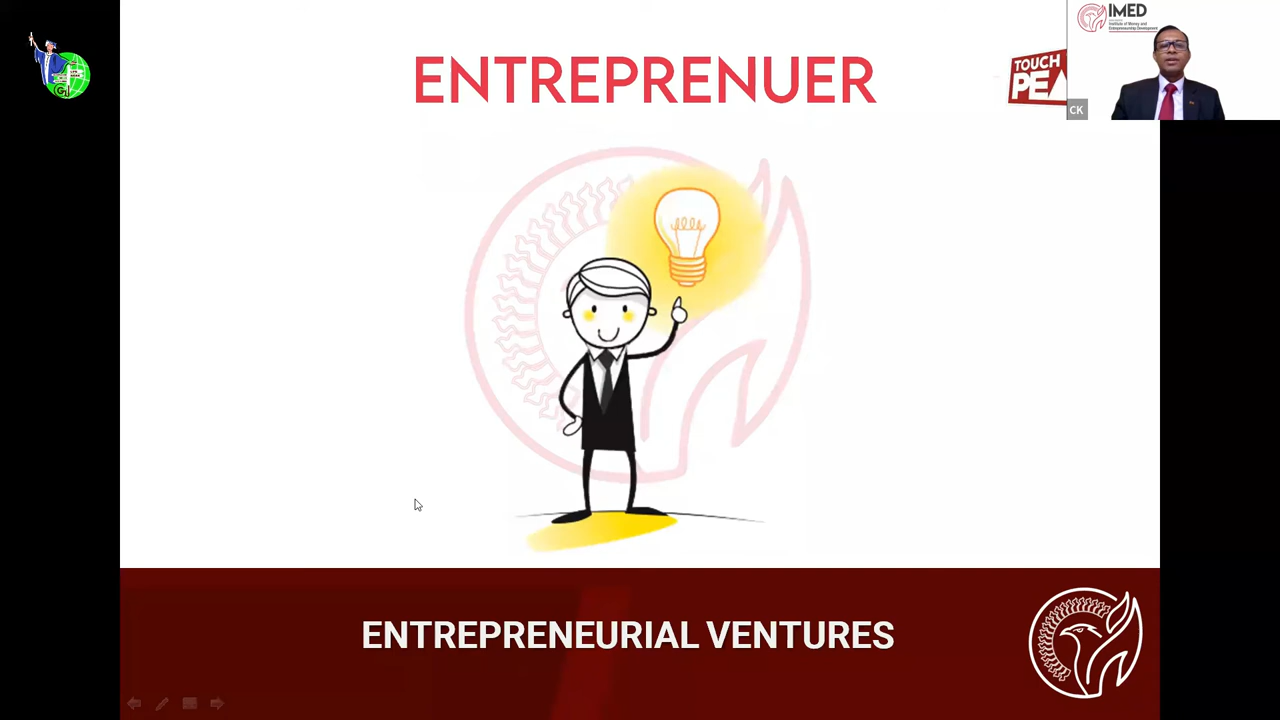 ENTREPRENUER
TOUCH
PEA
IMED
Institute of Money and
Entrepreneurship Development
CK
ENTREPRENEURIAL VENTURES